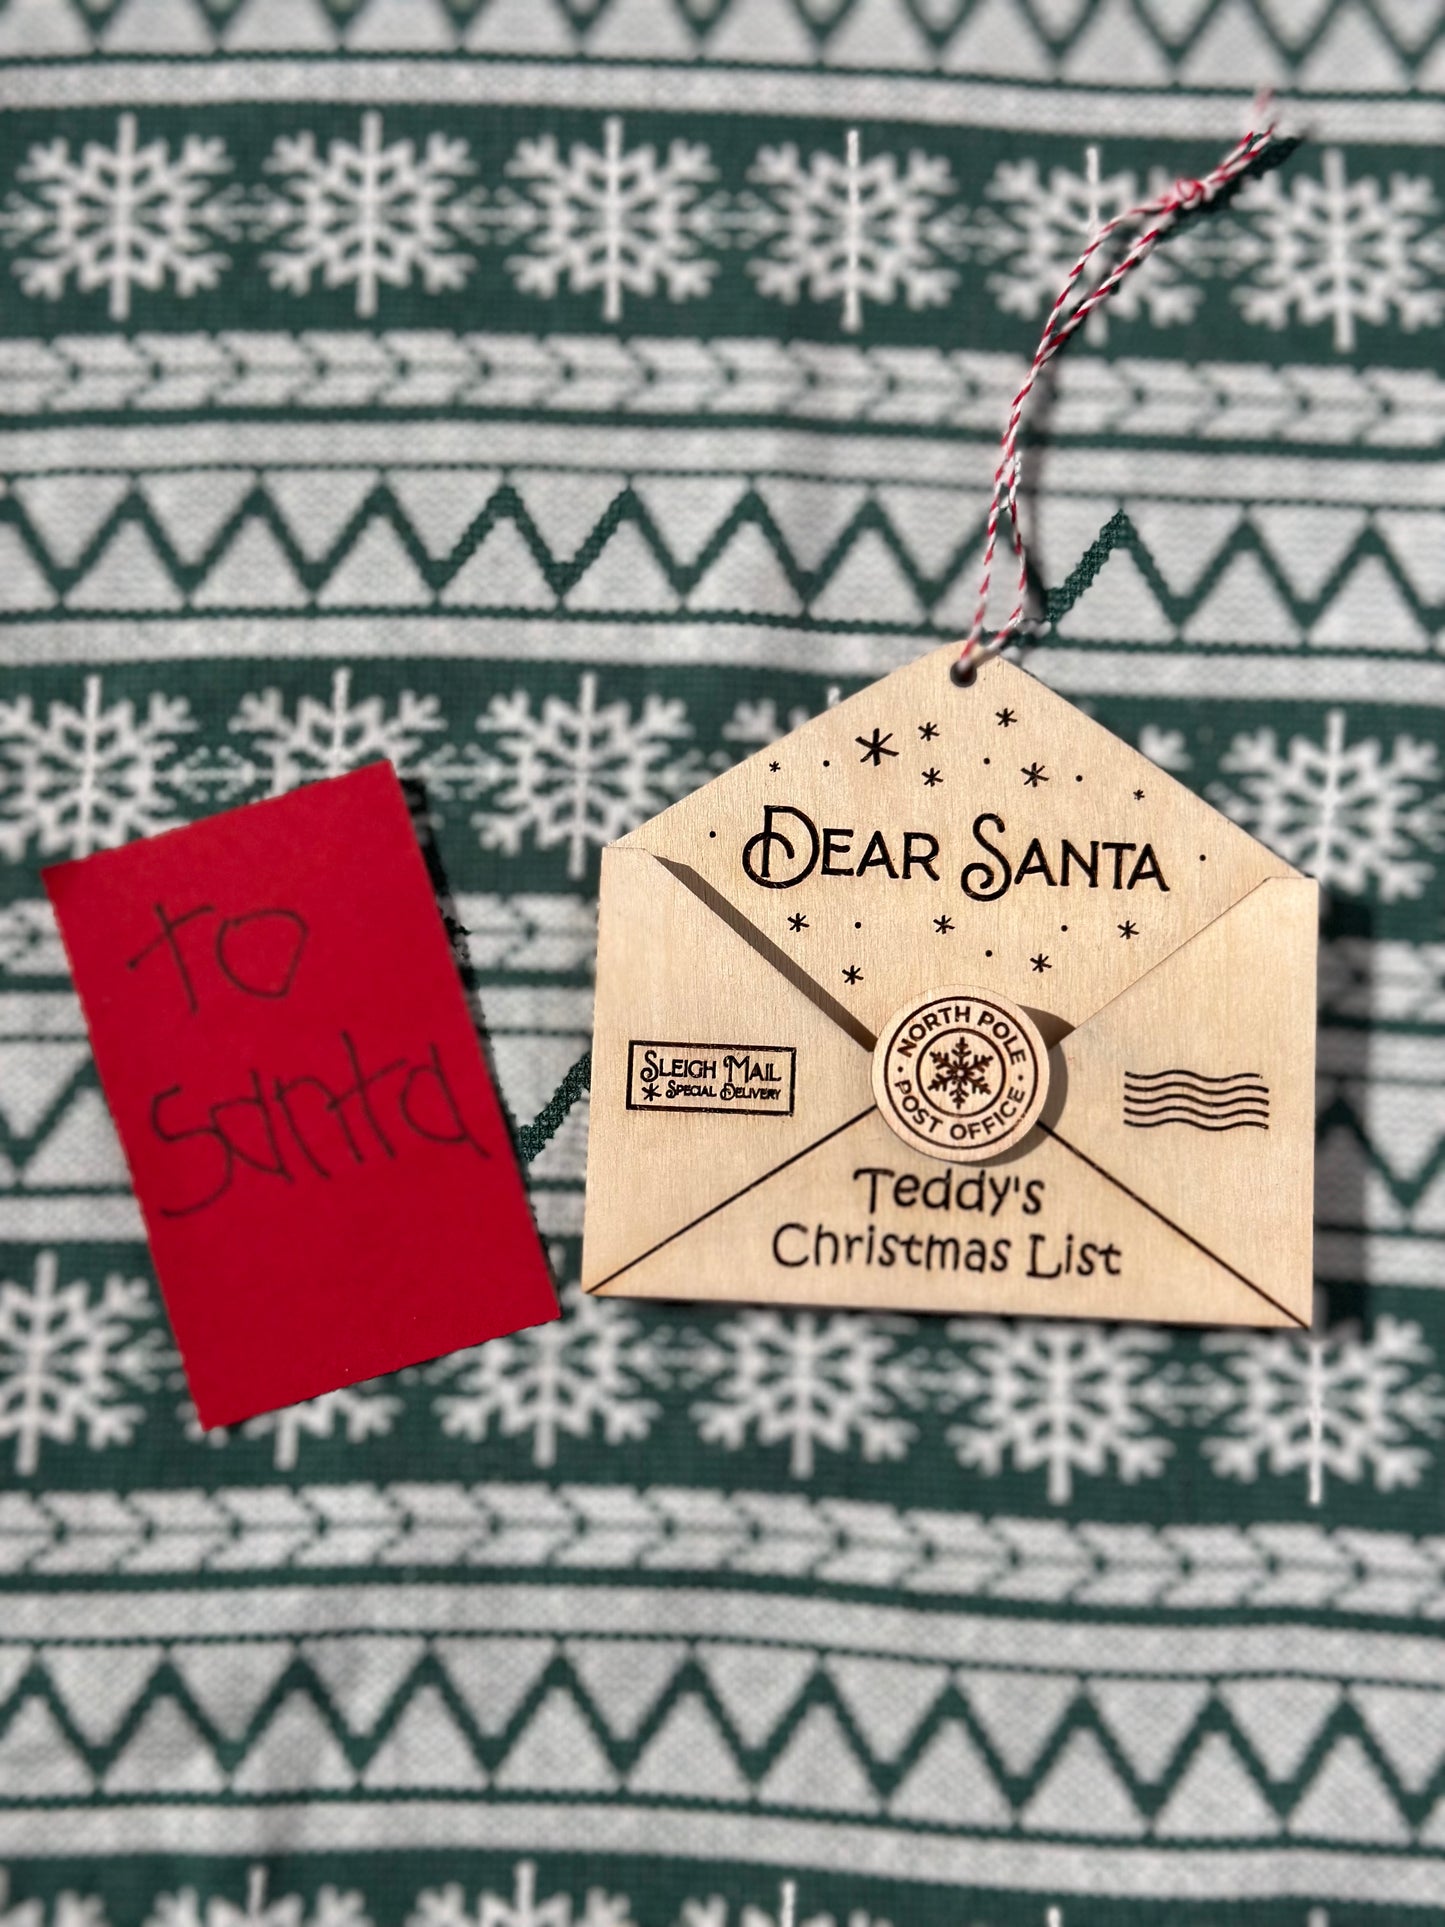 to
santa
DEAR SANTA
SLEIGH MAIL
SPECIAL DELIVERY
NORTH POLE
POST OFFICE
Teddy's
Christmas List